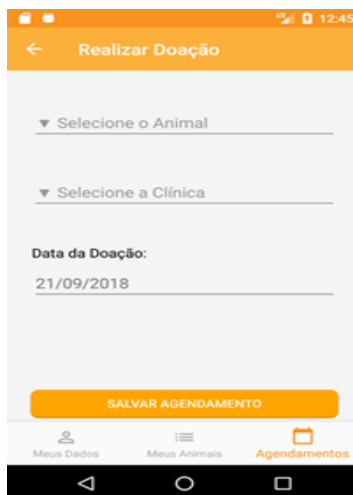 12:45
Realizar Doação
▼ Selecione o Animal
▼ Selecione a Clínica
Data da Doação:
21/09/2018
SALVAR AGENDAMENTO
Meus Dados Meus Animais Agendamentos